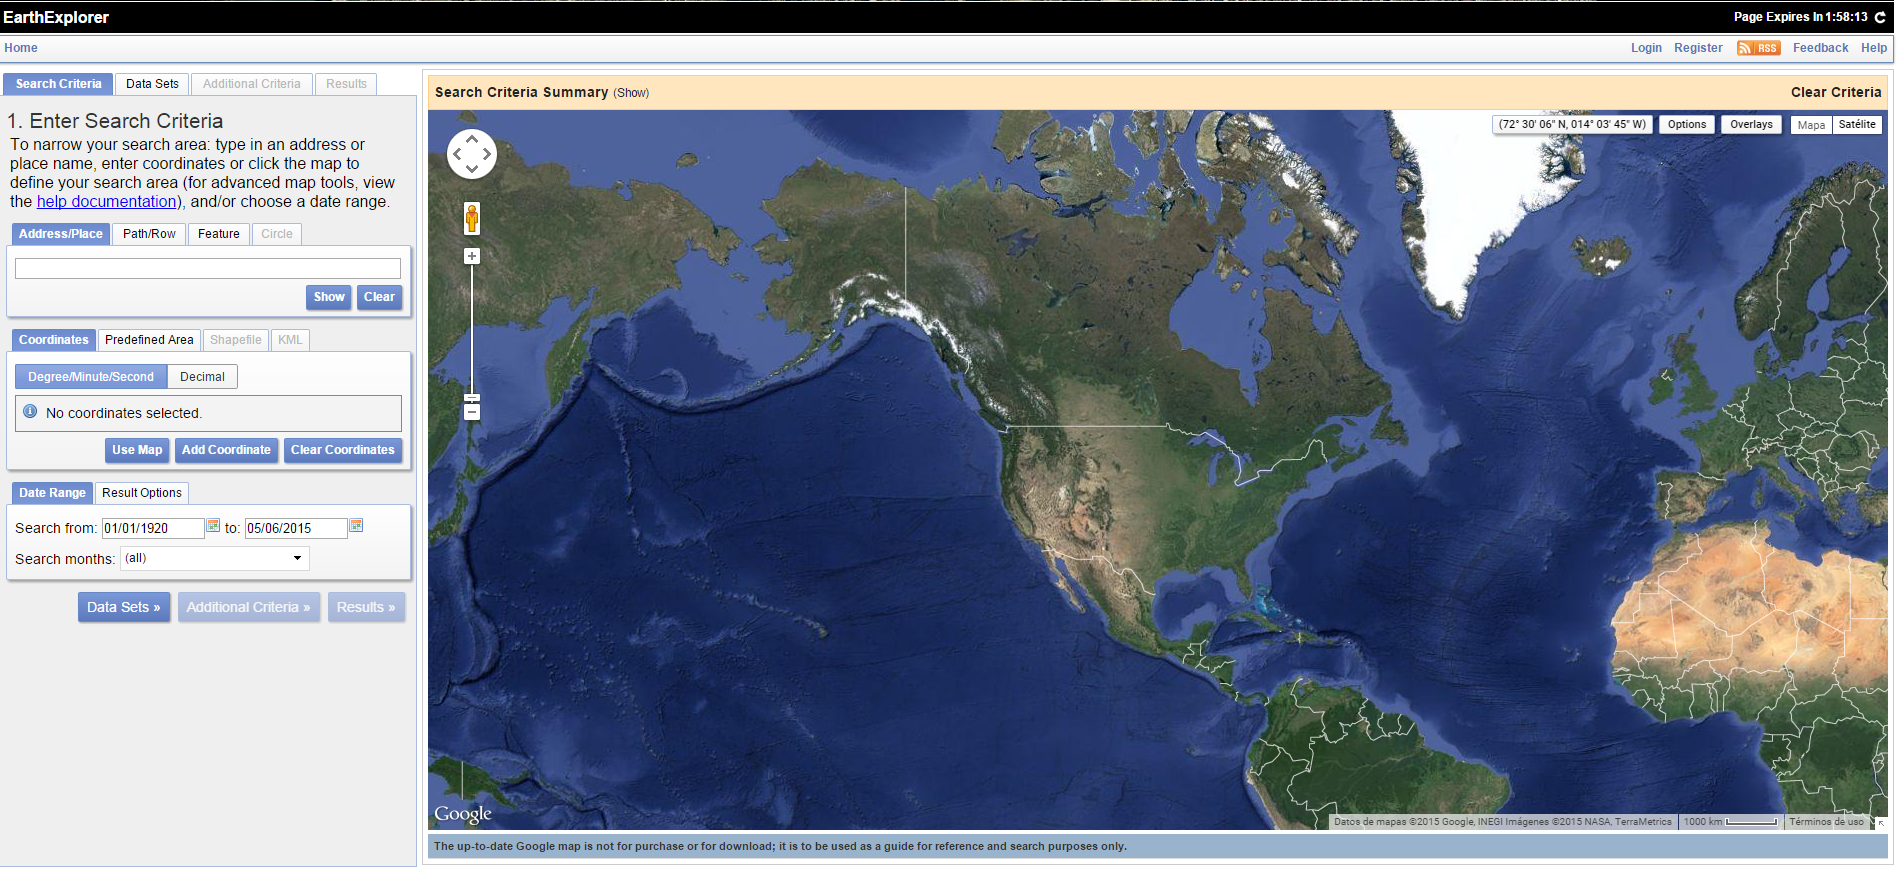 EarthExplorer
Page Expires In 1:58:13
Home
Login Register RSS Feedback Help
Search Criteria Data Sets Additional Criteria Results
1. Enter Search Criteria
To narrow your search area: type in an address or
place name, enter coordinates or click the map to
define your search area (for advanced map tools, view
the help documentation), and/or choose a date range.
Address/Place Path/Row Feature Circle
Show Clear
Coordinates Predefined Area Shapefile KML
Degree/Minute/Second Decimal
No coordinates selected.
Use Map Add Coordinate Clear Coordinates
Date Range Result Options
Search from: 01/01/1920 to: 05/06/2015
Search months: (all)
Data Sets » Additional Criteria » Results »
Search Criteria Summary (Show)
Clear Criteria
(72° 30' 06" N, 014° 03' 45" W) Options Overlays Mapa Satélite
Google
Datos de mapas ©2015 Google, INEGI Imágenes ©2015 NASA, TerraMetrics
1000 km
Términos de uso
The up-to-date Google map is not for purchase or for download; it is to be used as a guide for reference and search purposes only.